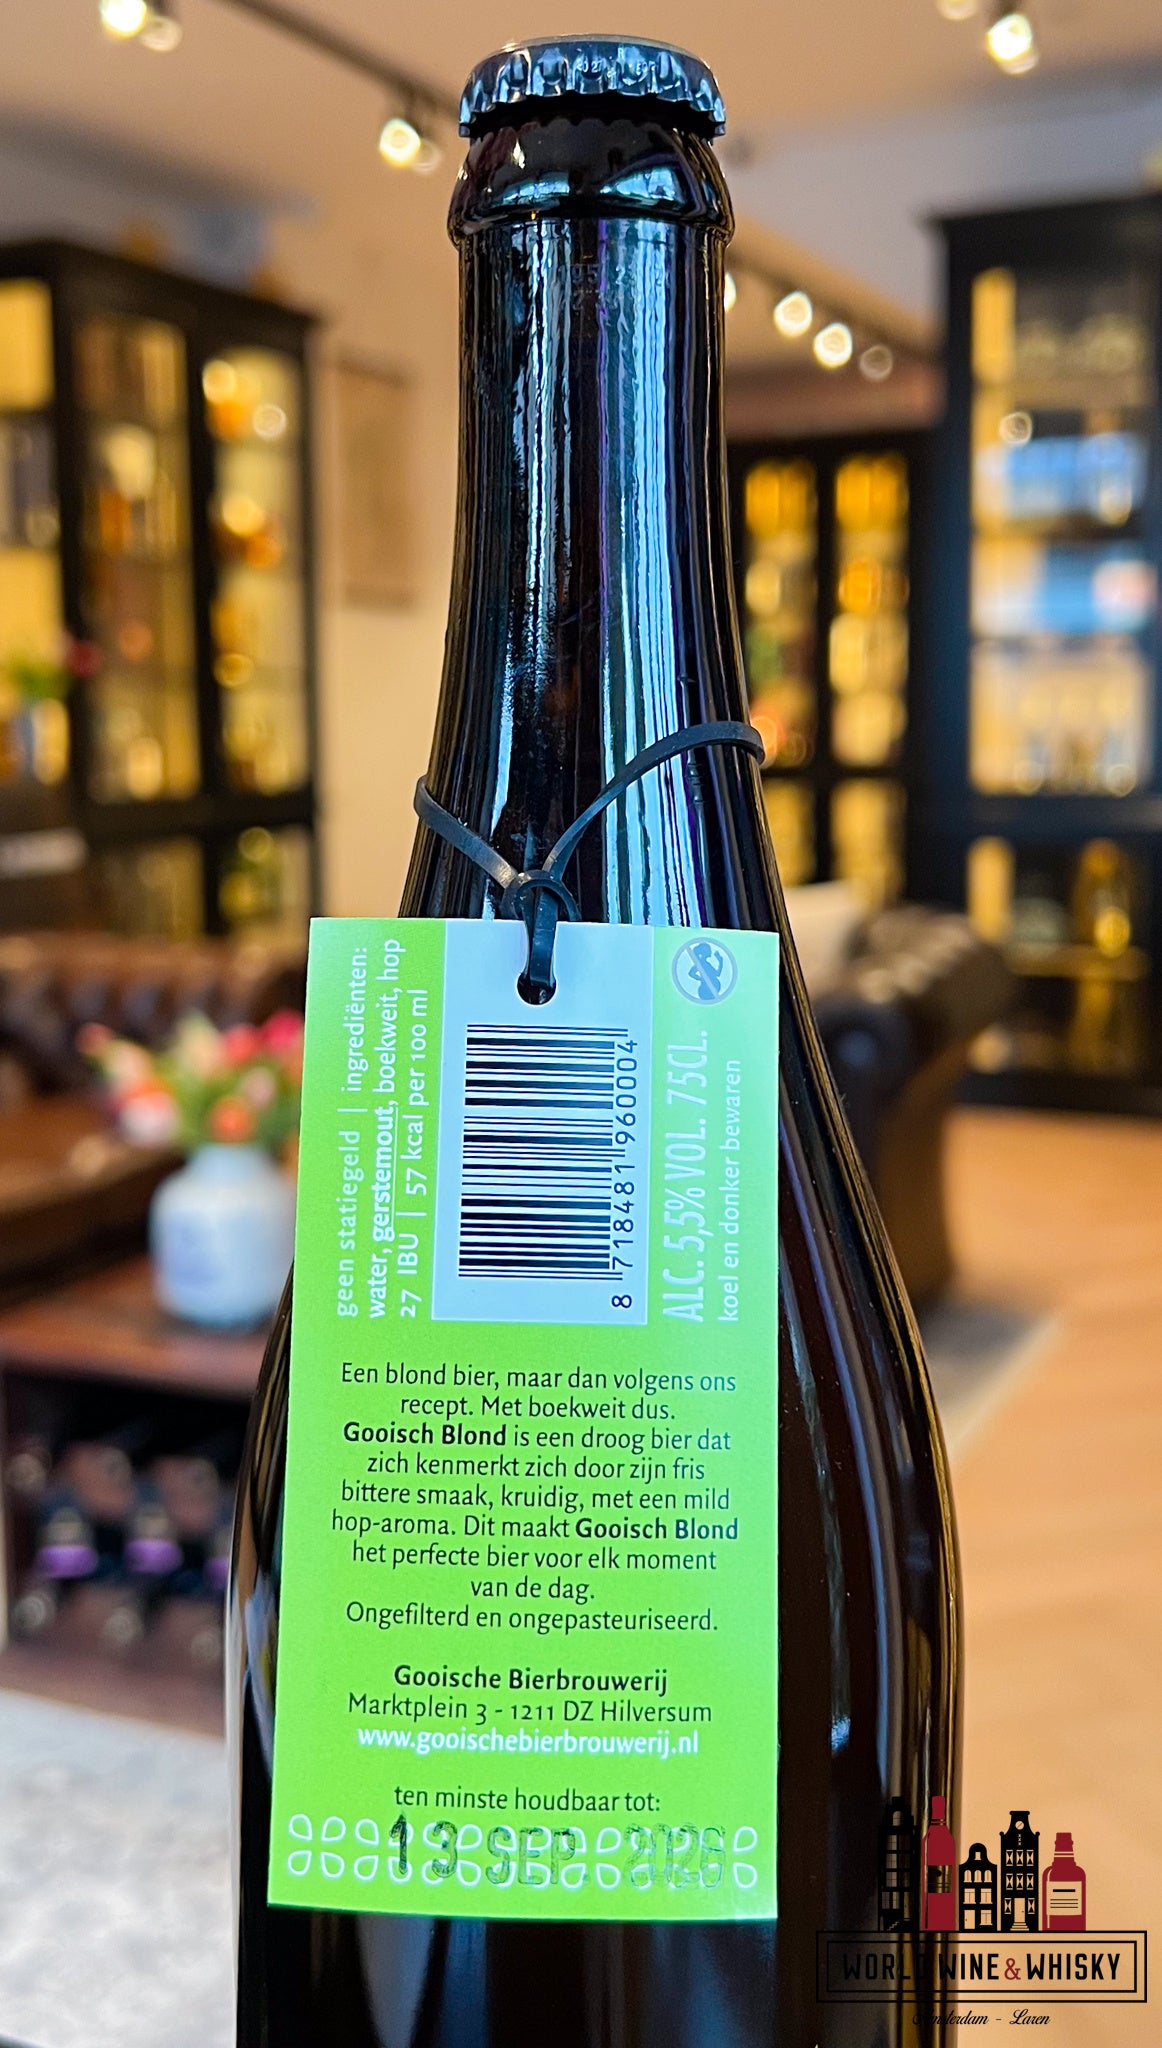 geen statiegeld | ingrediënten:
water, gerstemout, boekweit, hop
27 IBU | 57 kcal per 100 ml
8 718481 960004
ALC. 5,5% VOL. 75CL.
koel en donker bewaren
Een blond bier, maar dan volgens ons
recept. Met boekweit dus.
Gooisch Blond is een droog bier dat
zich kenmerkt zich door zijn fris
bittere smaak, kruidig, met een mild
hop-aroma. Dit maakt Gooisch Blond
het perfecte bier voor elk moment
van de dag.
Ongefilterd en ongepasteuriseerd.
Gooische Bierbrouwerij
Marktplein 3 - 1211 DZ Hilversum
www.gooischebierbrouwerij.nl
ten minste houdbaar tot:
13 SEP. 2026
WORLD WINE & WHISKY
Amsterdam - Laren